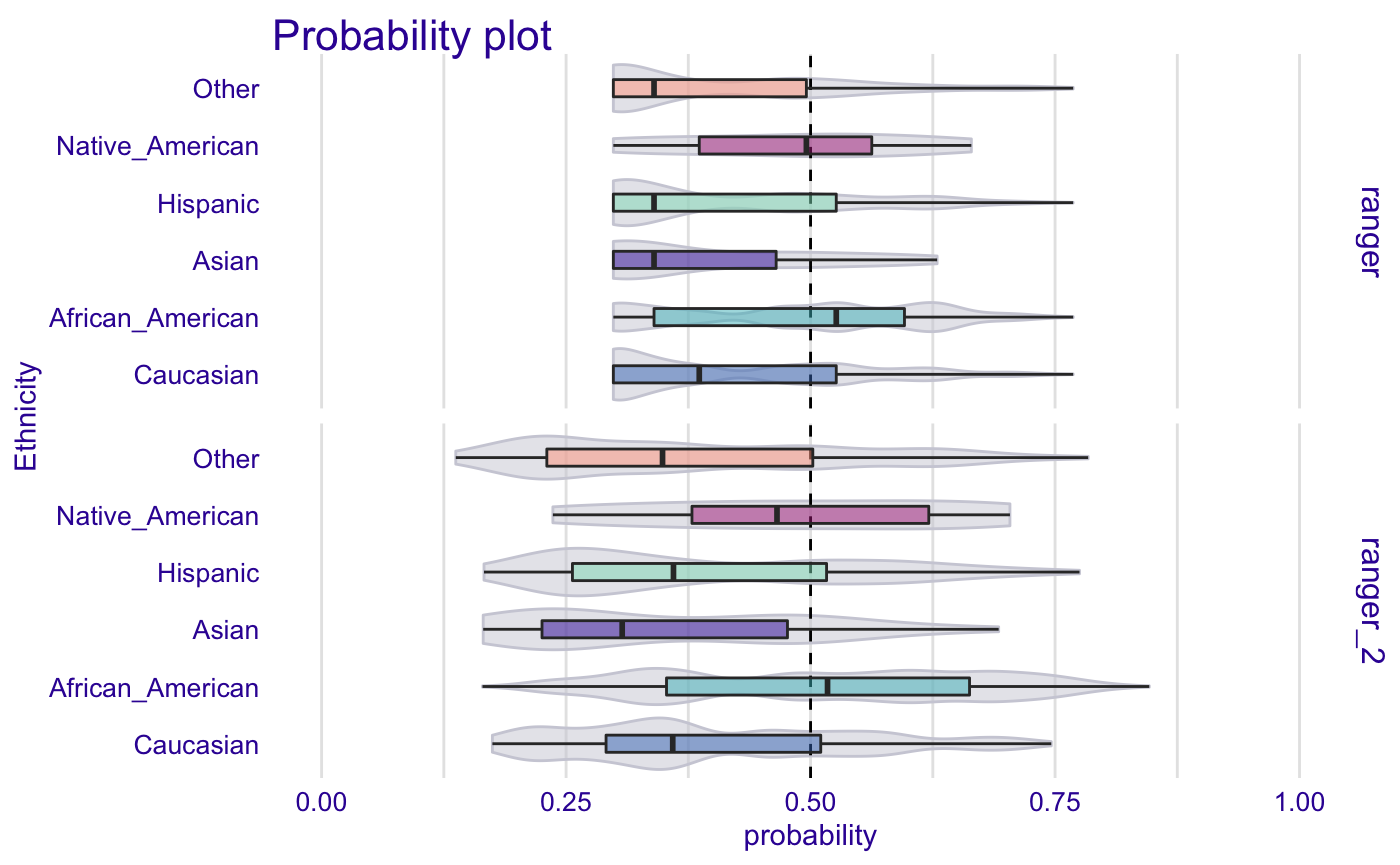 Probability plot
Ethnicity
Other
Native_American
Hispanic
Asian
African_American
Caucasian
ranger
Other
Native_American
Hispanic
Asian
African_American
Caucasian
ranger_2
0.00 0.25 0.50 0.75 1.00
probability